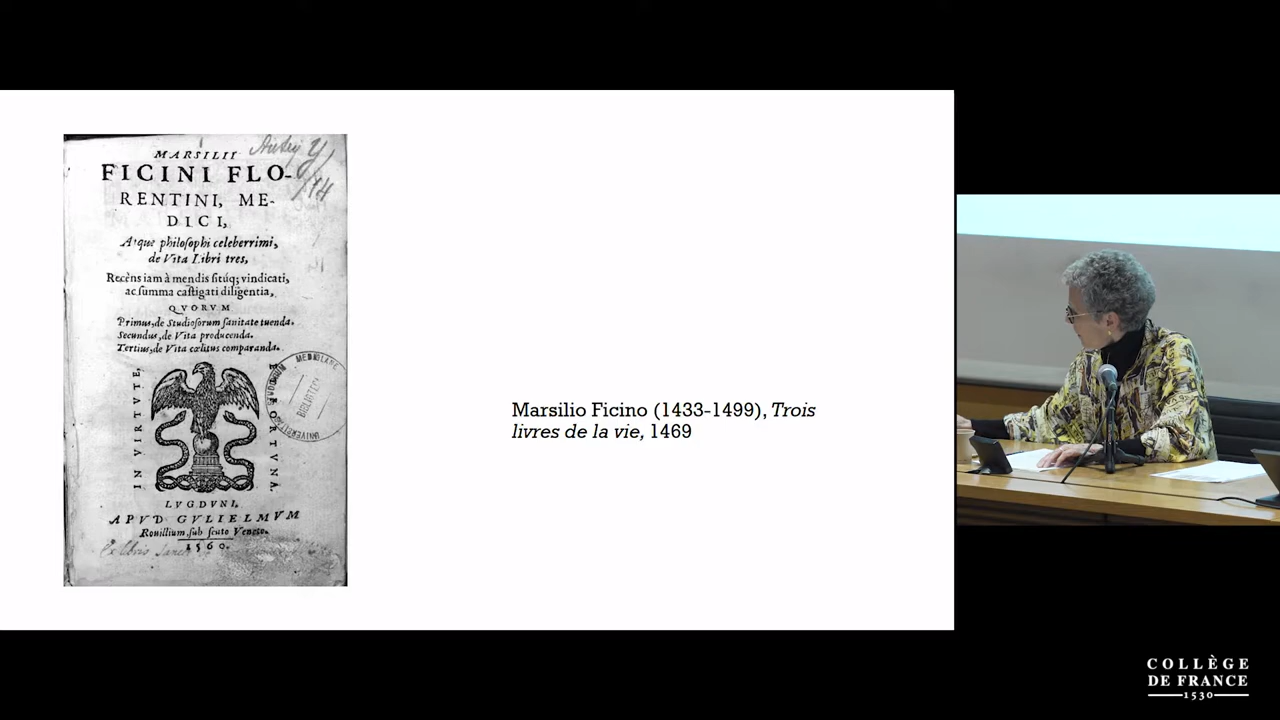 MARSILII
FICINI FLO-
RENTINI, ME-
DICI,
Atque philosophi celeberrimi,
de Vita Libri tres,
Recèns iam à mendis sitúq; vindicati,
ac summa castigati diligentia,
QVORVM
Primus, de Studiosorum sanitate tuenda.
Secundus, de Vita producenda.
Tertius, de Vita cœlitus comparanda.
IN VIRTVTE,
FORTVNA.
BIBLIOTECA
LVGDVNI,
APVD GVLIELMVM
Rouillium, sub scuto Veneto.
1560.
Marsilio Ficino (1433-1499), Trois
livres de la vie, 1469
COLLÈGE
DE FRANCE
1530